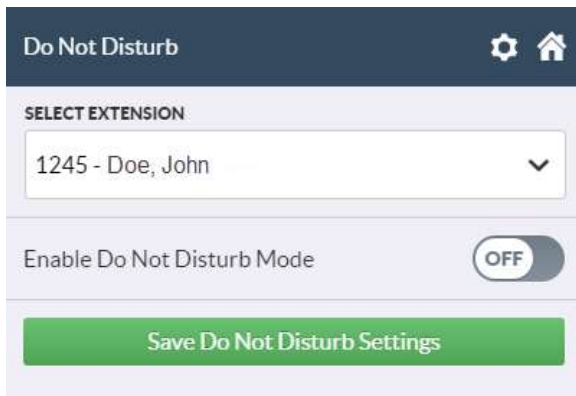 Do Not Disturb
SELECT EXTENSION
1245 - Doe, John
Enable Do Not Disturb Mode
OFF
Save Do Not Disturb Settings